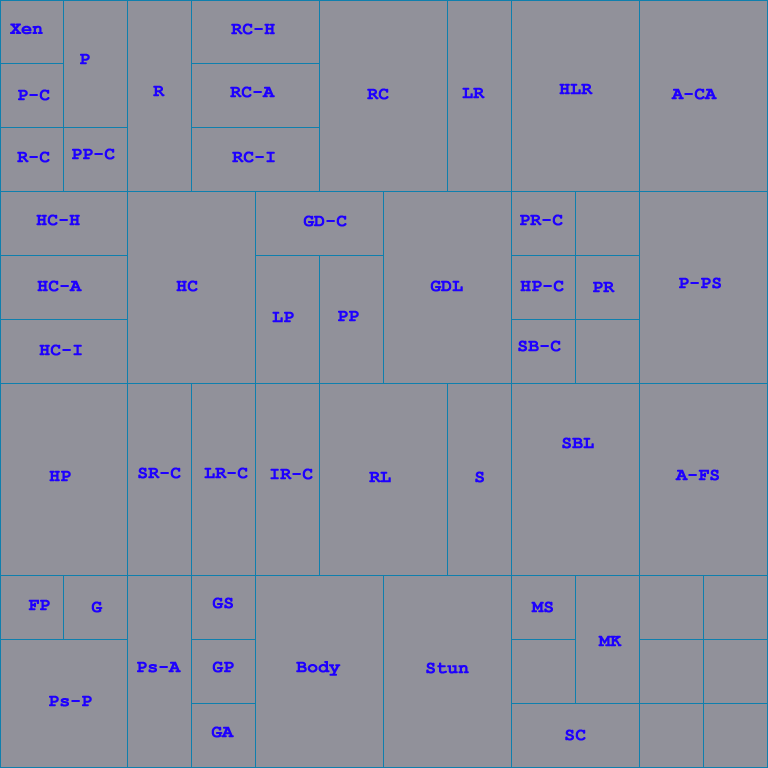 Xen
P
R
RC-H
RC
LR
HLR
A-CA
P-C
RC-A
R-C
PP-C
RC-I
HC-H
HC
GD-C
GDL
PR-C
P-PS
HC-A
LP
PP
HP-C
PR
HC-I
SB-C
HP
SR-C
LR-C
IR-C
RL
S
SBL
A-FS
FP
G
Ps-A
GS
Body
Stun
MS
MK
Ps-P
GP
GA
SC